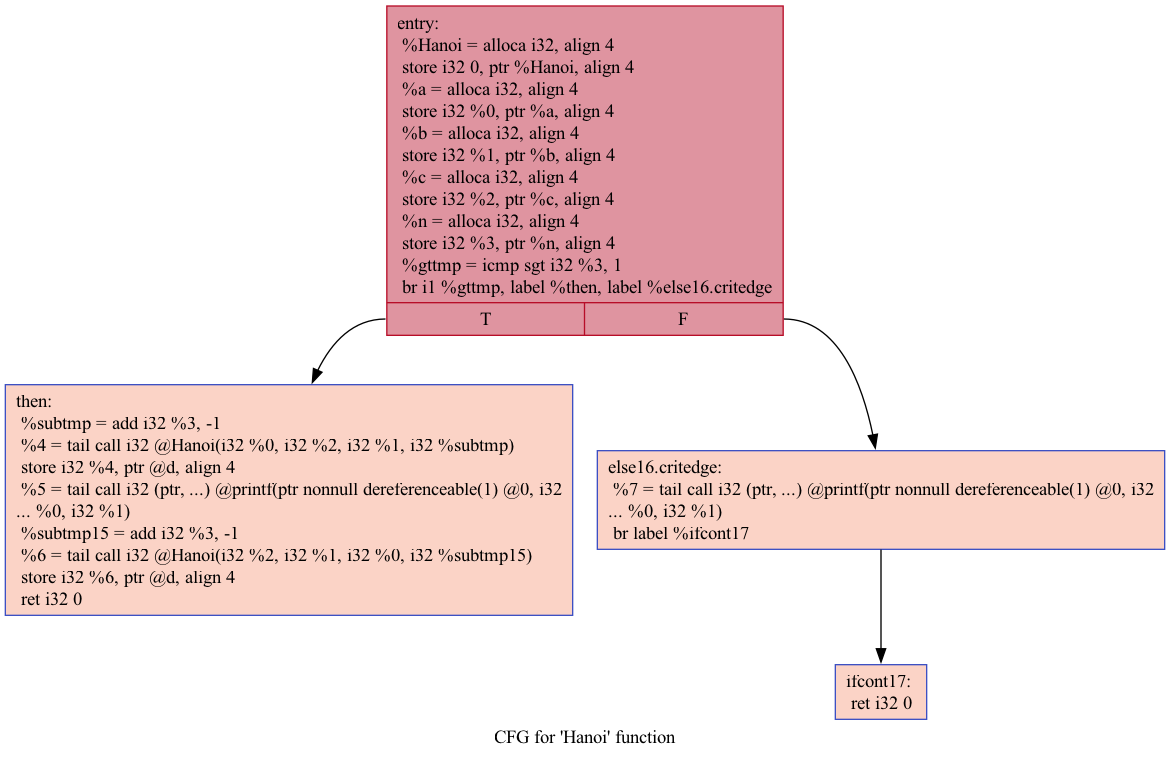 entry:
%Hanoi = alloca i32, align 4
store i32 0, ptr %Hanoi, align 4
%a = alloca i32, align 4
store i32 %0, ptr %a, align 4
%b = alloca i32, align 4
store i32 %1, ptr %b, align 4
%c = alloca i32, align 4
store i32 %2, ptr %c, align 4
%n = alloca i32, align 4
store i32 %3, ptr %n, align 4
%gttmp = icmp sgt i32 %3, 1
br i1 %gttmp, label %then, label %else16.critedge
T
F
then:
%subtmp = add i32 %3, -1
%4 = tail call i32 @Hanoi(i32 %0, i32 %2, i32 %1, i32 %subtmp)
store i32 %4, ptr @d, align 4
%5 = tail call i32 (ptr, ...) @printf(ptr nonnull dereferenceable(1) @0, i32
... %0, i32 %1)
%subtmp15 = add i32 %3, -1
%6 = tail call i32 @Hanoi(i32 %2, i32 %1, i32 %0, i32 %subtmp15)
store i32 %6, ptr @d, align 4
ret i32 0
else16.critedge:
%7 = tail call i32 (ptr, ...) @printf(ptr nonnull dereferenceable(1) @0, i32
... %0, i32 %1)
br label %ifcont17
ifcont17:
ret i32 0
CFG for 'Hanoi' function